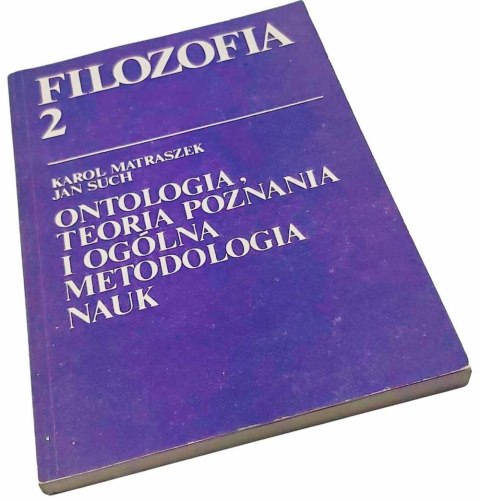 FILOZOFIA
2
KAROL MATRASZEK
JAN SUCH
ONTOLOGIA,
TEORIA POZNANIA
I OGÓLNA
METODOLOGIA
NAUK